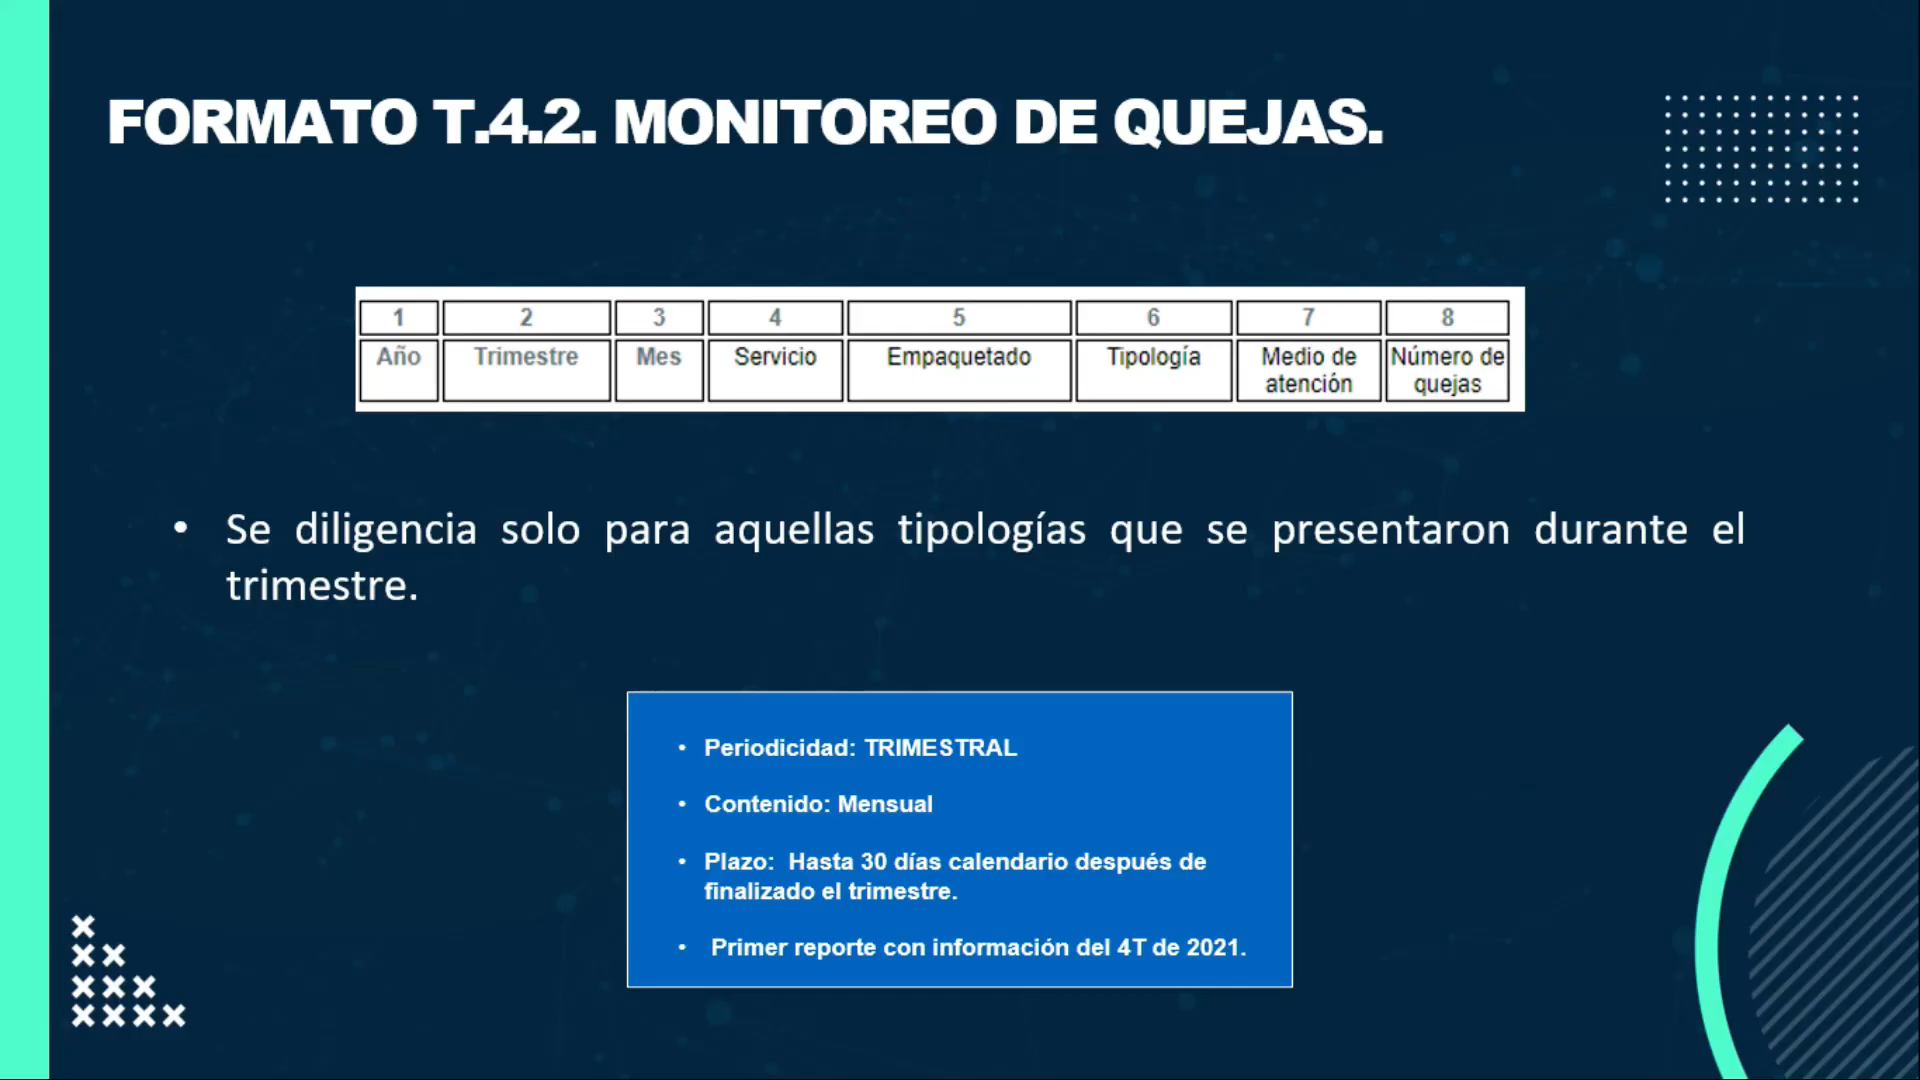 FORMATO T.4.2. MONITOREO DE QUEJAS.
1 2 3 4 5 6 7 8
Año Trimestre Mes Servicio Empaquetado Tipología Medio de atención Número de quejas
• Se diligencia solo para aquellas tipologías que se presentaron durante el
trimestre.
• Periodicidad: TRIMESTRAL
• Contenido: Mensual
• Plazo: Hasta 30 días calendario después de
finalizado el trimestre.
• Primer reporte con información del 4T de 2021.